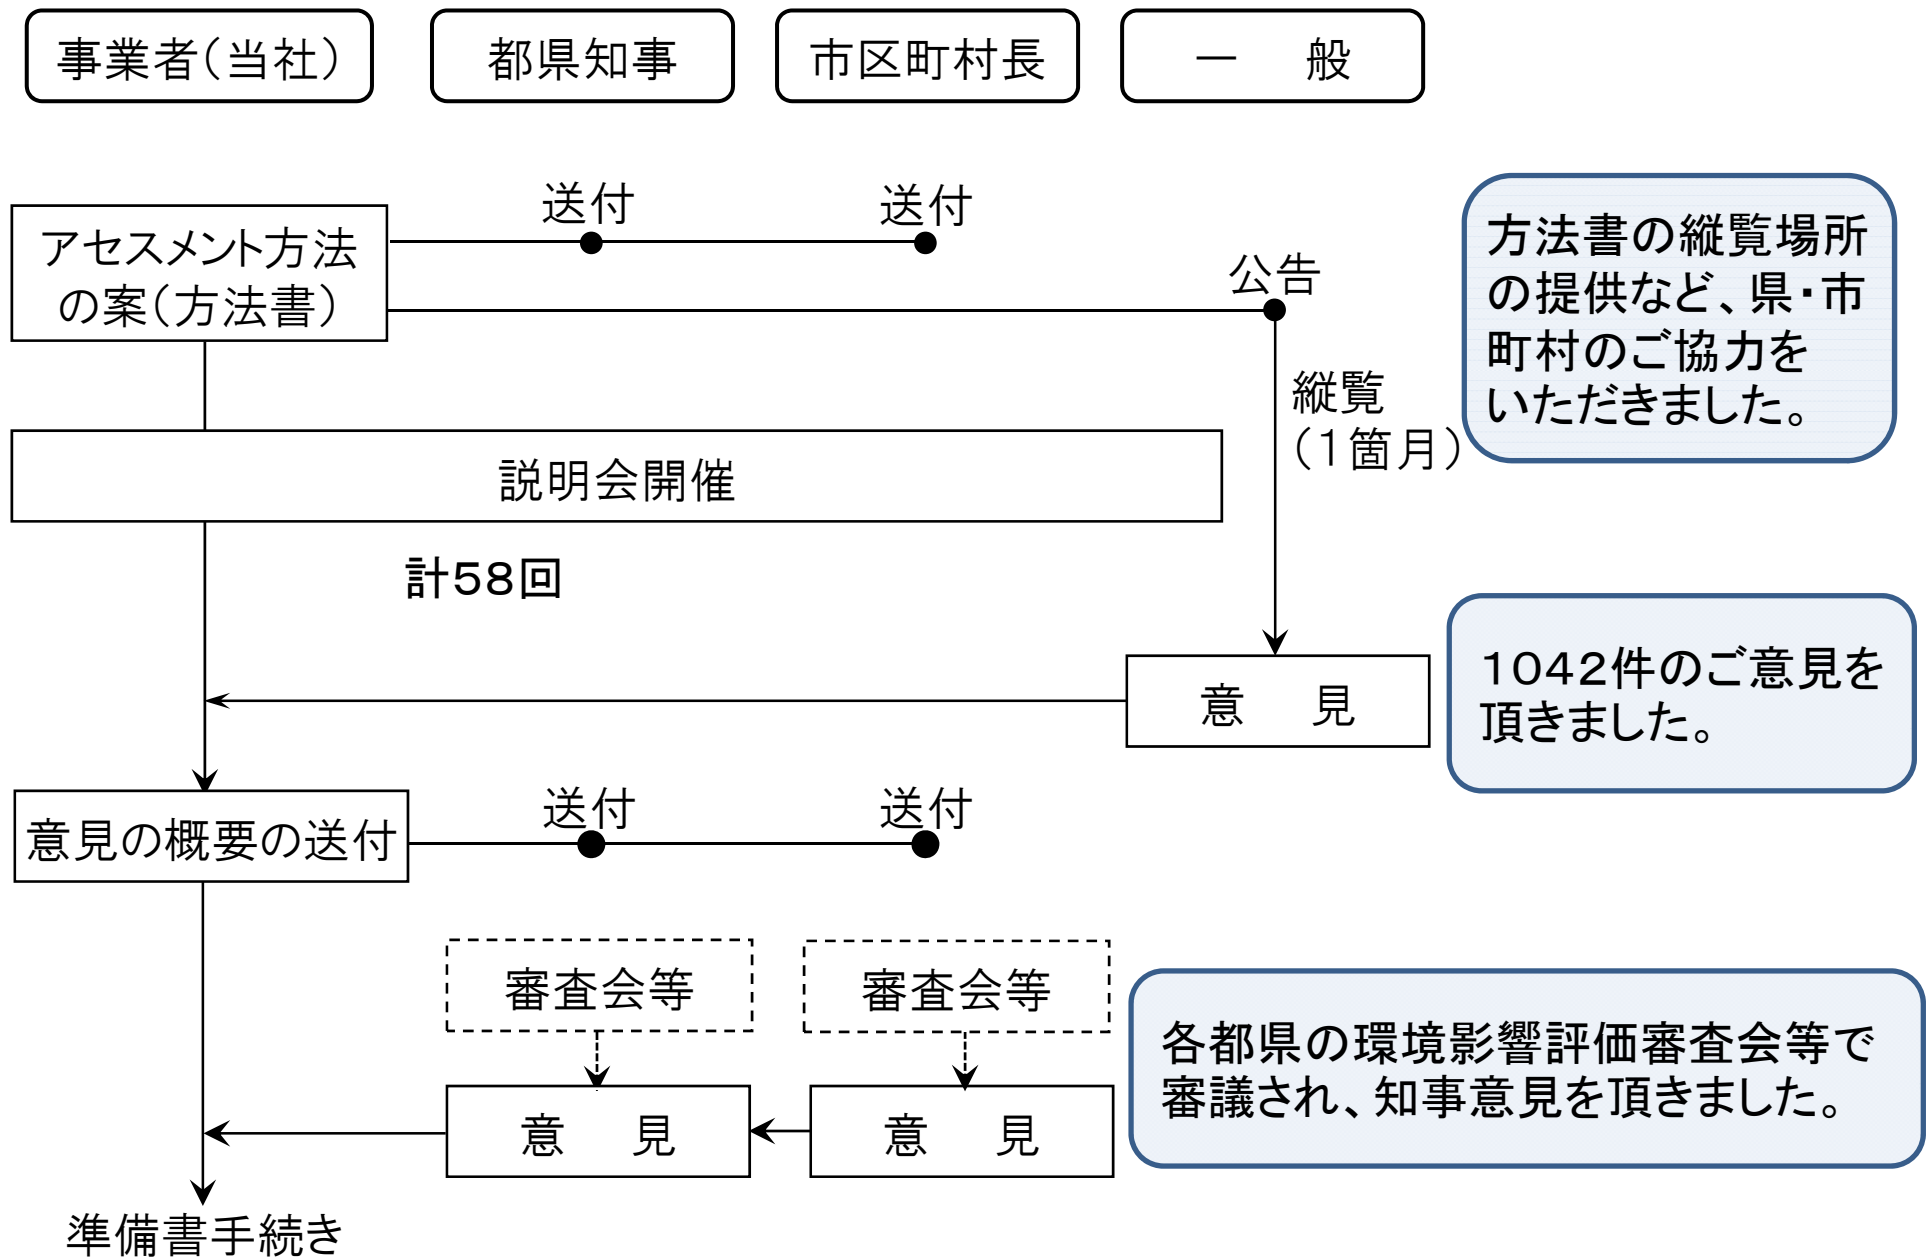 事業者（当社）
都県知事
市区町村長
一　般
送付
送付
アセスメント方法
の案（方法書）
公告
方法書の縦覧場所
の提供など、県・市
町村のご協力を
いただきました。
縦覧
（1箇月）
説明会開催
計５８回
意　見
１０４２件のご意見を
頂きました。
送付
送付
意見の概要の送付
審査会等
審査会等
各都県の環境影響評価審査会等で
審議され、知事意見を頂きました。
意　見
意　見
準備書手続き